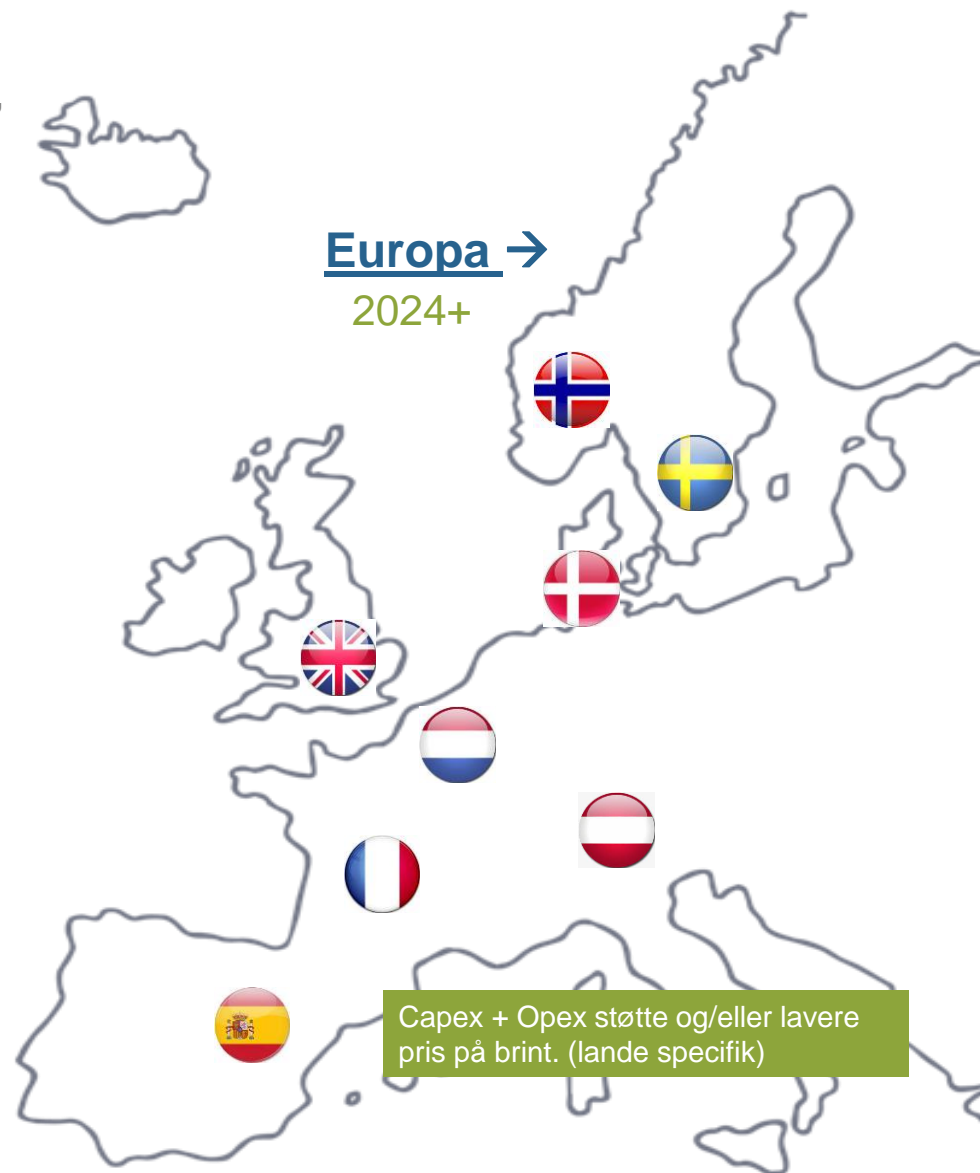 Europa →
2024+
Capex + Opex støtte og/eller lavere
pris på brint. (lande specifik)